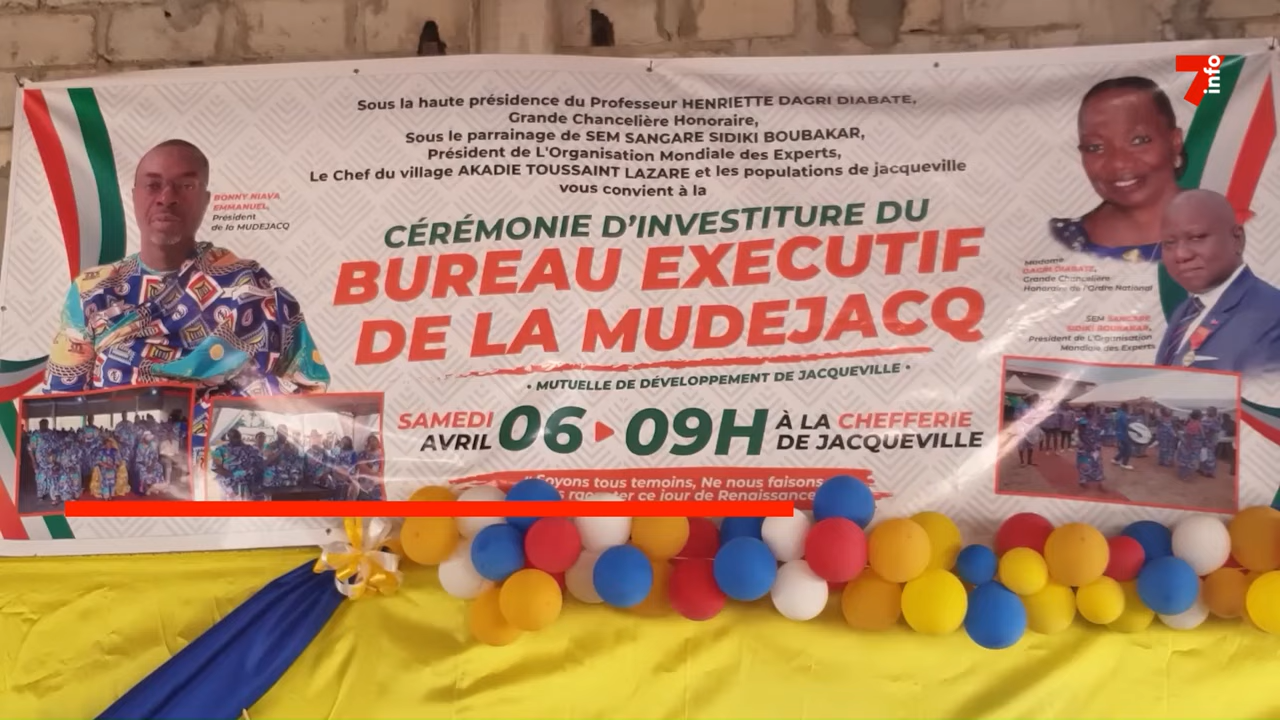 7info
Sous la haute présidence du Professeur HENRIETTE DAGRI DIABATE,
Grande Chancelière Honoraire,
Sous le parrainage de SEM SANGARE SIDIKI BOUBAKAR,
Président de L'Organisation Mondiale des Experts,
Le Chef du village AKADIE TOUSSAINT LAZARE et les populations de jacqueville
vous convient à la
CÉRÉMONIE D'INVESTITURE DU
BUREAU EXECUTIF
DE LA MUDEJACQ
• MUTUELLE DE DÉVELOPPEMENT DE JACQUEVILLE •
SAMEDI
AVRIL
06 09H
À LA CHEFFERIE
DE JACQUEVILLE
" Soyons tous temoins, Ne nous faisons
ce jour de Renaissance
BONNY NIAVA
EMMANUEL,
Président
de la MUDEJACQ
Madame
DAGRI DIABATE,
Grande Chancelière
Honoraire de l'Ordre National
SEM SANGARE
SIDIKI BOUBAKAR,
Président de L'Organisation
Mondiale des Experts